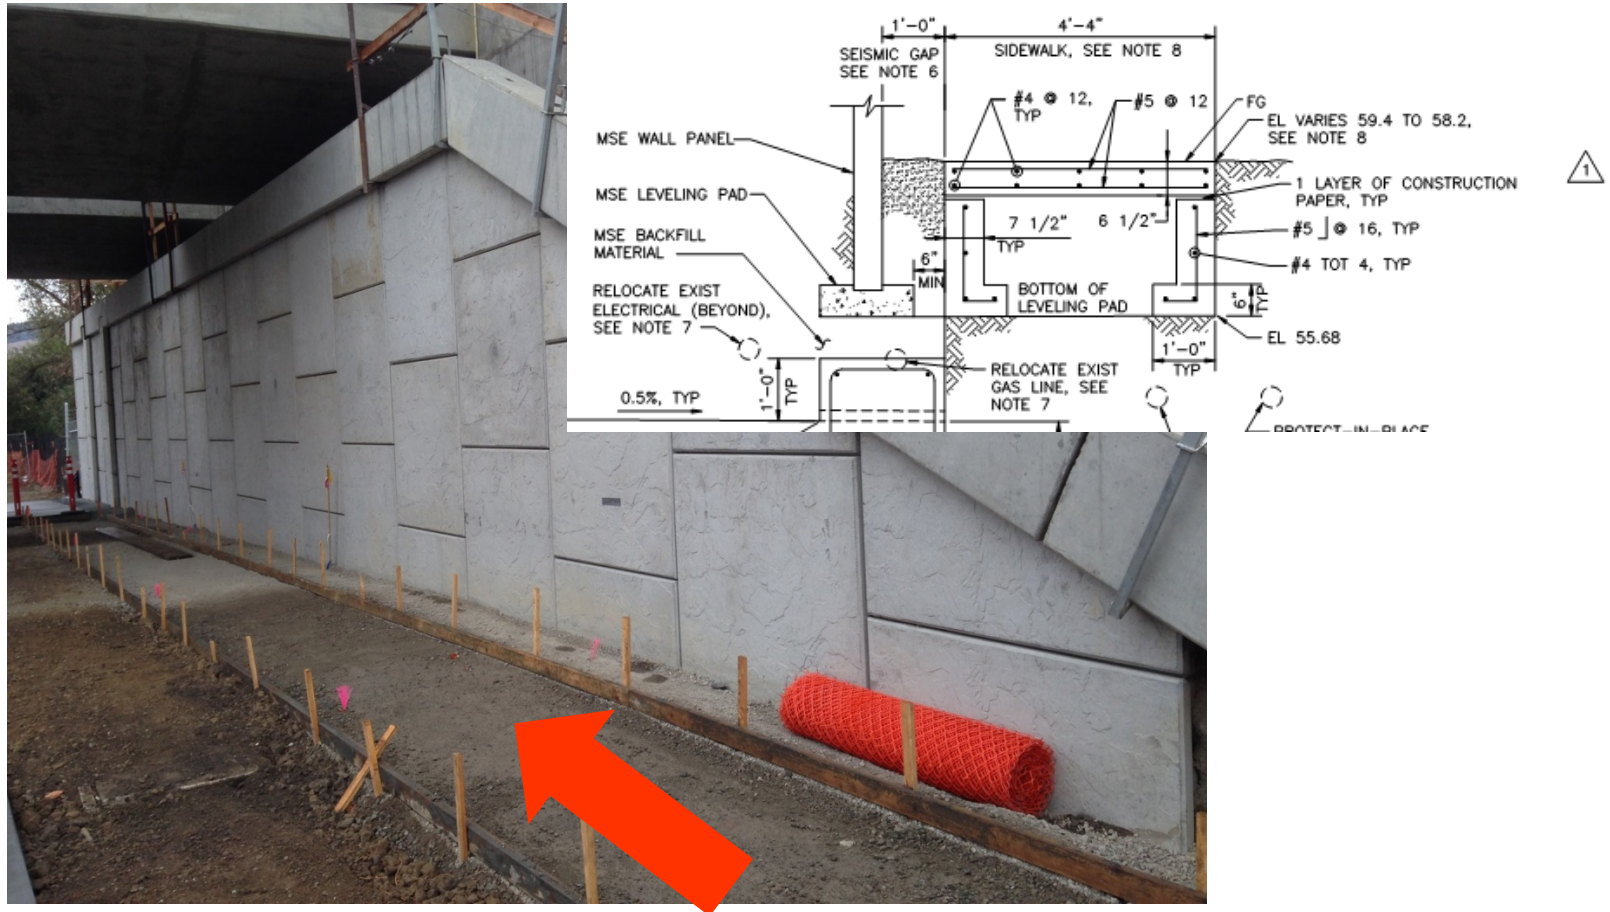 1'-0"
4'-4"
SEISMIC GAP
SEE NOTE 6
SIDEWALK, SEE NOTE 8
#4 @ 12,
TYP
#5 @ 12
FG
EL VARIES 59.4 TO 58.2,
SEE NOTE 8
MSE WALL PANEL
1
1 LAYER OF CONSTRUCTION
PAPER, TYP
MSE LEVELING PAD
7 1/2"
TYP
6 1/2"
#5 @ 16, TYP
MSE BACKFILL
MATERIAL
6"
MIN
#4 TOT 4, TYP
RELOCATE EXIST
ELECTRICAL (BEYOND),
SEE NOTE 7
BOTTOM OF
LEVELING PAD
6"
TYP
EL 55.68
1'-0"
TYP
RELOCATE EXIST
GAS LINE, SEE
NOTE 7
1'-0"
TYP
0.5%, TYP
PROTECT-IN-PLACE